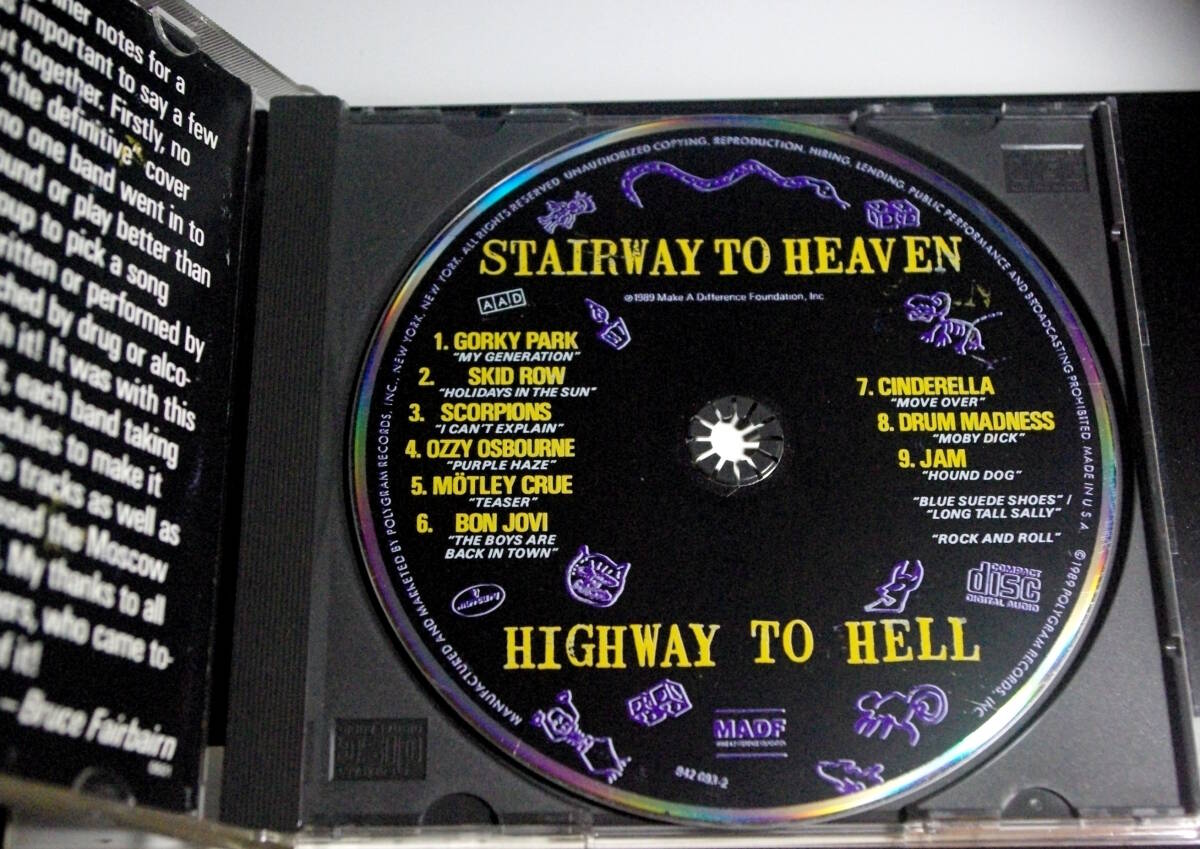 liner notes for a
important to say a few
together. Firstly, no
"the definitive" cover
no one band went in to
or play better than
to pick a song
or performed by
by drug or alco-
it! It was with this
each band taking
to make it
tracks as well as
the Moscow
My thanks to all
who came to-
of it!
– Bruce Fairbairn
STAIRWAY TO HEAVEN
AAD
℗1989 Make A Difference Foundation, Inc
1. GORKY PARK
"MY GENERATION"
2. SKID ROW
"HOLIDAYS IN THE SUN"
3. SCORPIONS
"I CAN'T EXPLAIN"
4. OZZY OSBOURNE
"PURPLE HAZE"
5. MÖTLEY CRUE
"TEASER"
6. BON JOVI
"THE BOYS ARE
BACK IN TOWN"
7. CINDERELLA
"MOVE OVER"
8. DRUM MADNESS
"MOBY DICK"
9. JAM
"HOUND DOG"
"BLUE SUEDE SHOES" /
"LONG TALL SALLY"
"ROCK AND ROLL"
mercury
COMPACT
disc
DIGITAL AUDIO
HIGHWAY TO HELL
MADF
MAKE A DIFFERENCE FOUNDATION
842 093-2
MANUFACTURED AND MARKETED BY POLYGRAM RECORDS, INC., NEW YORK, NEW YORK. ALL RIGHTS RESERVED UNAUTHORIZED COPYING, REPRODUCTION, HIRING, LENDING, PUBLIC PERFORMANCE AND BROADCASTING PROHIBITED. MADE IN U.S.A. ©1989 POLYGRAM RECORDS, INC.